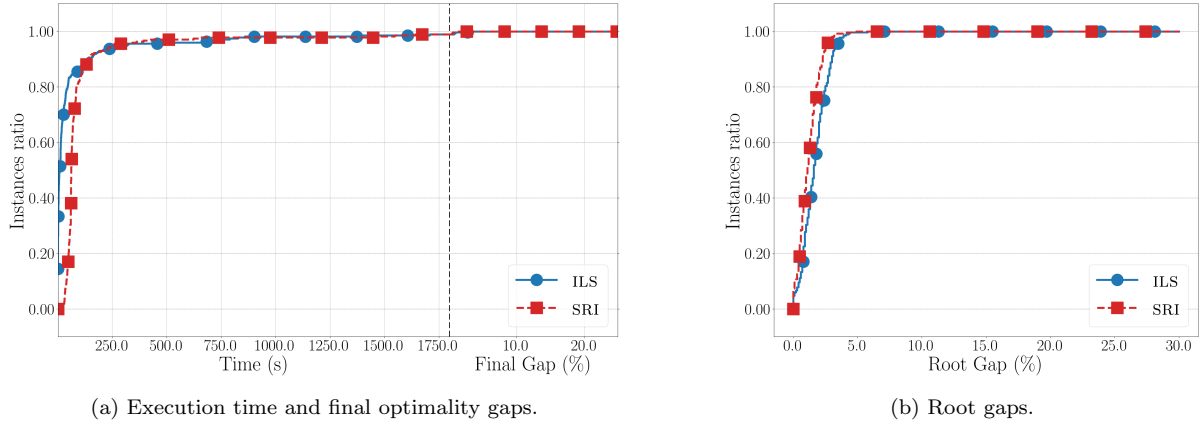 1.00
0.80
0.60
0.40
0.20
0.00
Instances ratio
250.0 500.0 750.0 1000.0 1250.0 1500.0 1750.0 10.0 20.0
Time (s) Final Gap (%)
ILS
SRI
(a) Execution time and final optimality gaps.
1.00
0.80
0.60
0.40
0.20
0.00
Instances ratio
0.0 5.0 10.0 15.0 20.0 25.0 30.0
Root Gap (%)
ILS
SRI
(b) Root gaps.